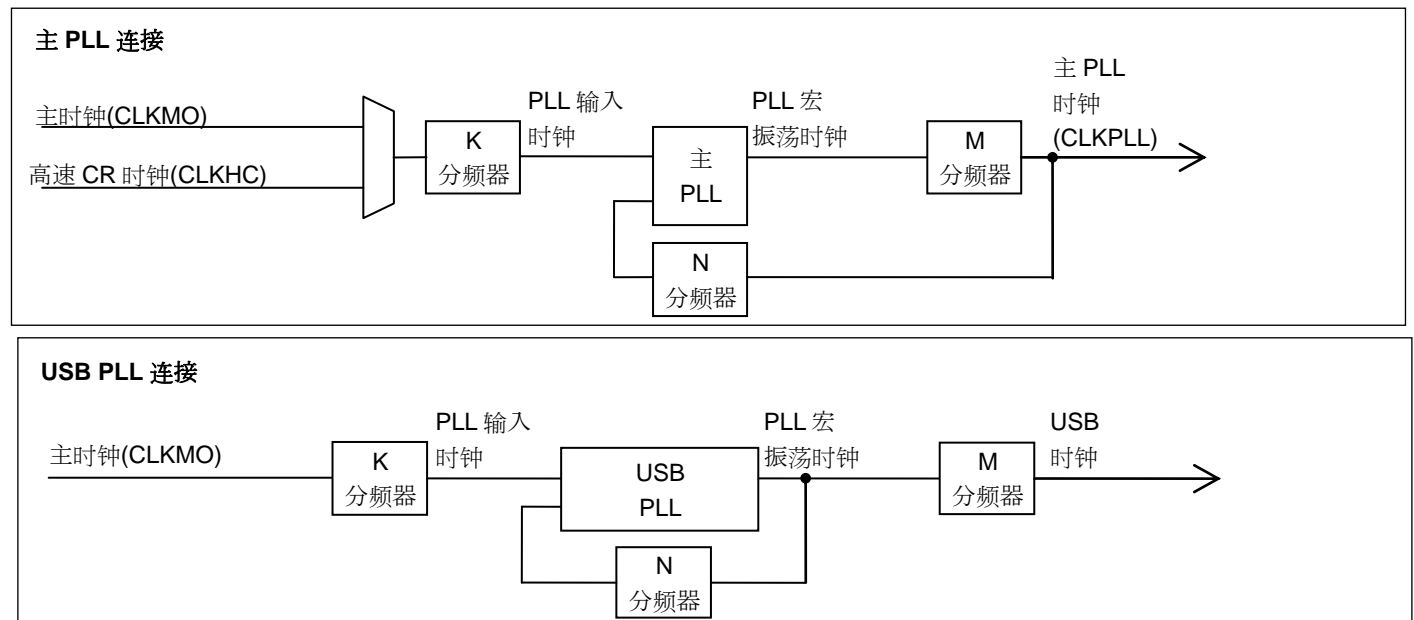 主 PLL 连接
主时钟(CLKMO)
高速 CR 时钟(CLKHC)
K
分频器
PLL 输入
时钟
主
PLL
N
分频器
PLL 宏
振荡时钟
M
分频器
主 PLL
时钟
(CLKPLL)
USB PLL 连接
主时钟(CLKMO)
K
分频器
PLL 输入
时钟
USB
PLL
N
分频器
PLL 宏
振荡时钟
M
分频器
USB
时钟